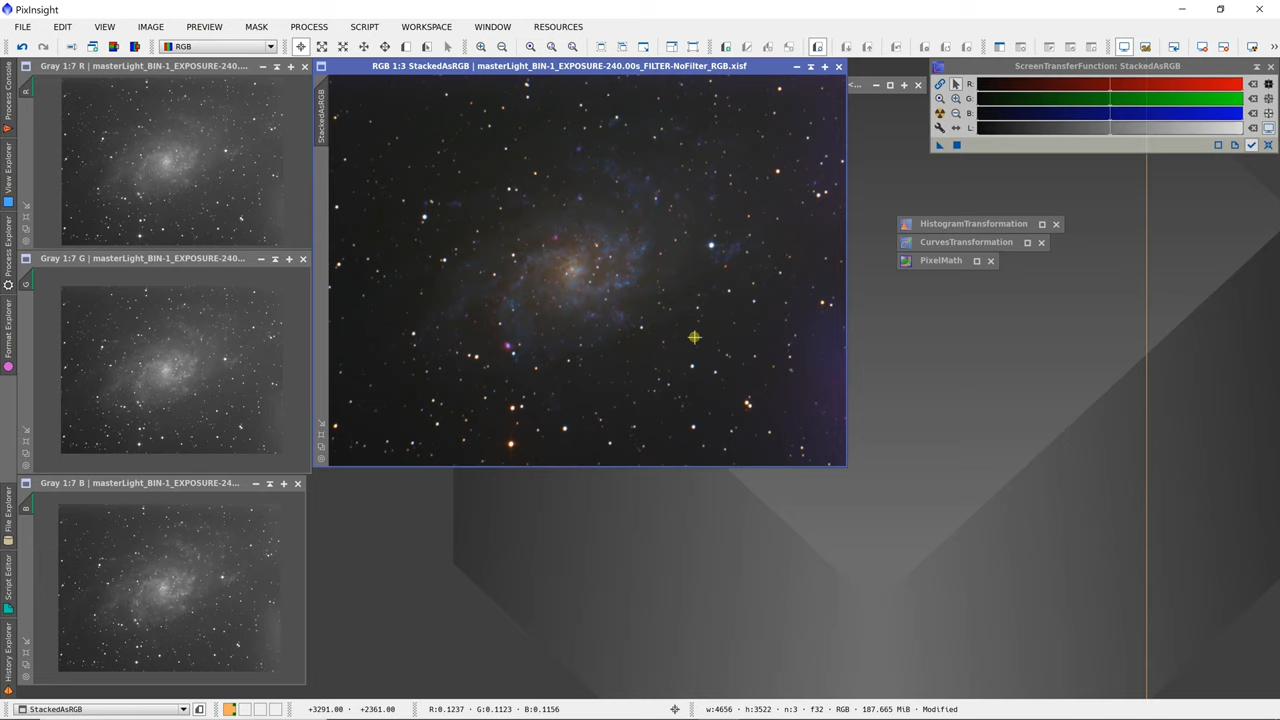 PixInsight
FILE EDIT VIEW IMAGE PREVIEW MASK PROCESS SCRIPT WORKSPACE WINDOW RESOURCES
RGB
Gray 1:7 R | masterLight_BIN-1_EXPOSURE-240....
RGB 1:3 StackedAsRGB | masterLight_BIN-1_EXPOSURE-240.00s_FILTER-NoFilter_RGB.xisf
<...
ScreenTransferFunction: StackedAsRGB
R:
G:
B:
L:
Process Console
View Explorer
Process Explorer
Format Explorer
File Explorer
Script Editor
History Explorer
R
StackedAsRGB
HistogramTransformation
CurvesTransformation
PixelMath
Gray 1:7 G | masterLight_BIN-1_EXPOSURE-240...
G
Gray 1:7 B | masterLight_BIN-1_EXPOSURE-24...
B
StackedAsRGB
+3291.00 · +2361.00
R:0.1237 · G:0.1123 · B:0.1156
w:4656 · h:3522 · n:3 · f32 · RGB · 187.665 MiB · Modified